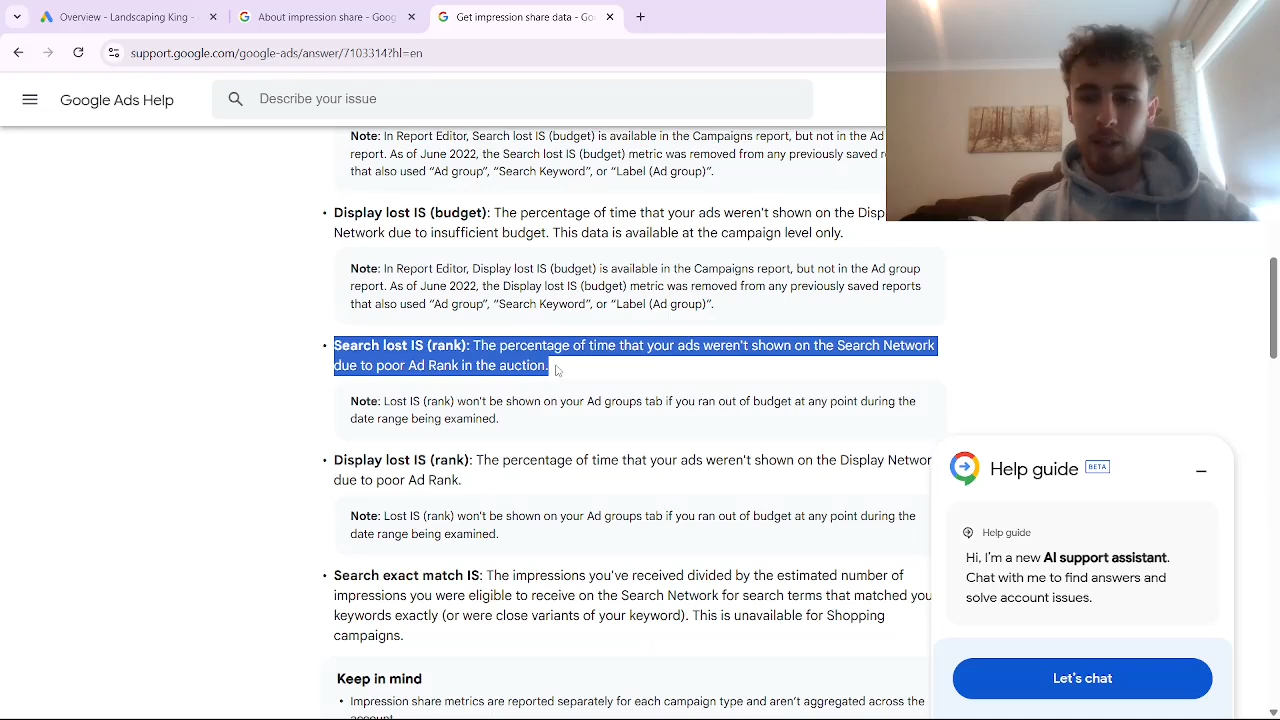 Overview - Landing King -
About impression share - Go
Get impression share data - Go
support.google.com/google-ads/answer/7103314?hl=en
Google Ads Help
Describe your issue
Note: In Report Editor, Search lost IS (budget) is available in the Campaigns report, but not in the Ad
report. As of June 2022, the Search lost IS (budget) metric was removed from any previously saved r
that also used “Ad group”, “Search Keyword”, or “Label (Ad group)”.
• Display lost IS (budget): The percentage of time that your ads weren't shown on the Disp
Network due to insufficient budget. This data is available at the campaign level only.
Note: In Report Editor, Display lost IS (budget) is available in the Campaigns report, but not in the Ad group
report. As of June 2022, the Display lost IS (budget) metric was removed from any previously saved reports
that also used “Ad group”, “Search Keyword”, or “Label (Ad group)”.
• Search lost IS (rank): The percentage of time that your ads weren't shown on the Search Network
due to poor Ad Rank in the auction.
Note: Lost IS (rank) won't be shown on your Ad groups tab if you ran out of budget at any point during the
date range being examined.
• Display lost IS (rank): The percentage of time that your ads weren't shown on the Display Networ
due to poor Ad Rank.
Note: Lost IS (rank) won't be shown on your Ad groups tab if you ran out of budget at any point during the
date range being examined.
• Search exact match IS: The impressions you've received divided by the estimated number of
impressions you were eligible to receive on the Search Network for search terms that matched you
keywords exactly (or were close variants of your keyword). This is unavailable for Shopping
campaigns.
Keep in mind
• Impression share metrics are reported separately for each campaign type and aren't aggregated across the
account.
Help guide BETA
Help guide
Hi, I'm a new AI support assistant.
Chat with me to find answers and
solve account issues.
Let's chat